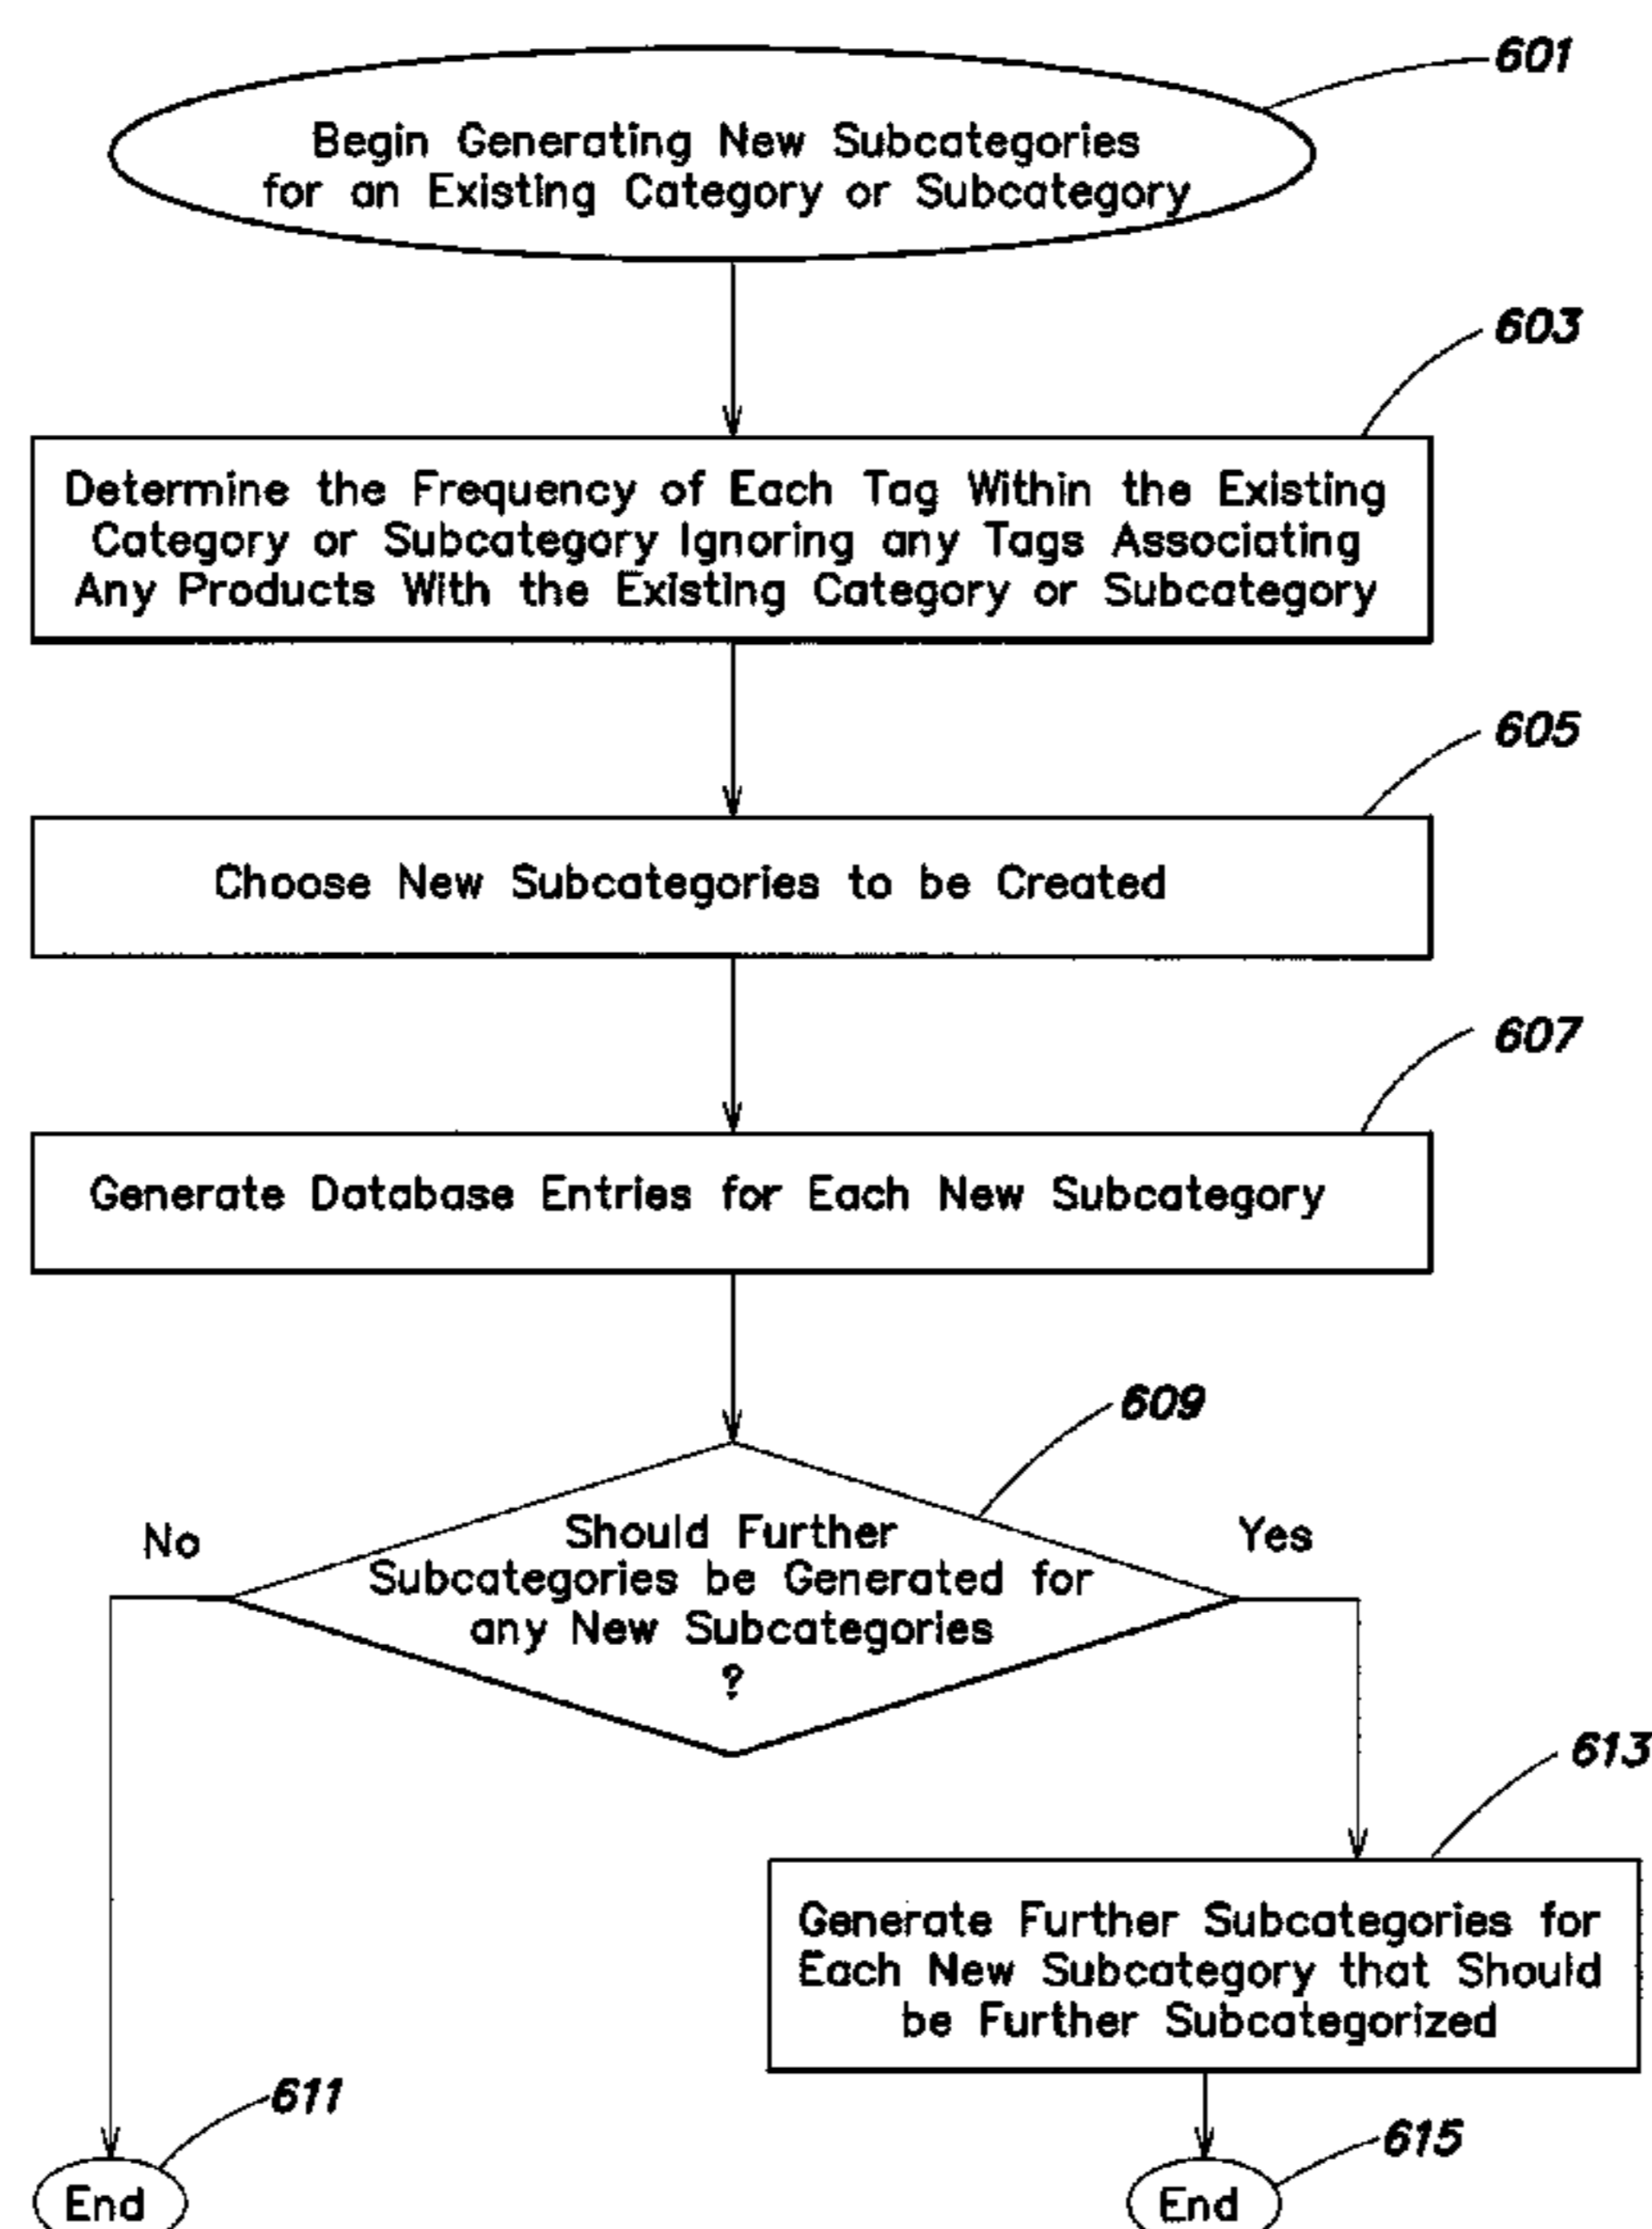 601
Begin Generating New Subcategories
for an Existing Category or Subcategory
603
Determine the Frequency of Each Tag Within the Existing
Category or Subcategory Ignoring any Tags Associating
Any Products With the Existing Category or Subcategory
605
Choose New Subcategories to be Created
607
Generate Database Entries for Each New Subcategory
609
No
Should Further
Subcategories be Generated for
any New Subcategories
?
Yes
613
Generate Further Subcategories for
Each New Subcategory that Should
be Further Subcategorized
611
End
615
End